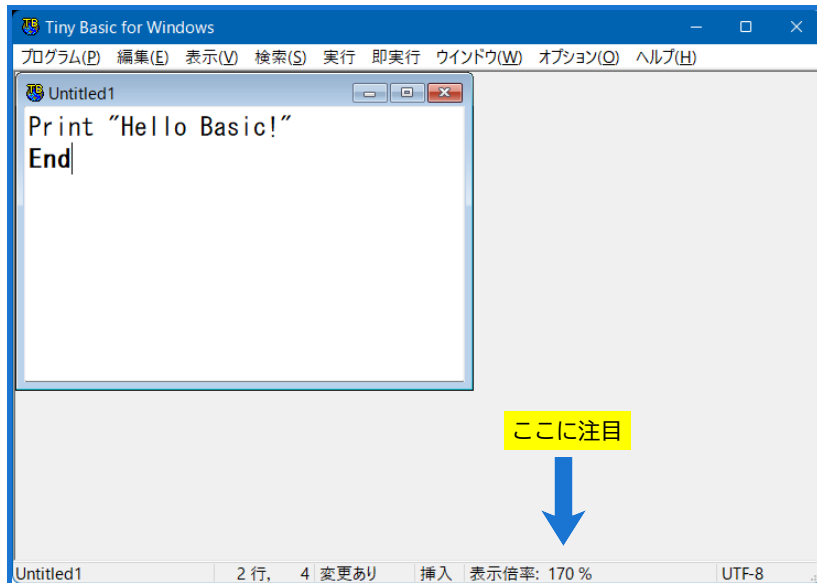 Tiny Basic for Windows
プログラム(P) 編集(E) 表示(V) 検索(S) 実行 即実行 ウインドウ(W) オプション(O) ヘルプ(H)
Untitled1
Print "Hello Basic!"
End
ここに注目
Untitled1 2 行, 4 変更あり 挿入 表示倍率: 170 % UTF-8